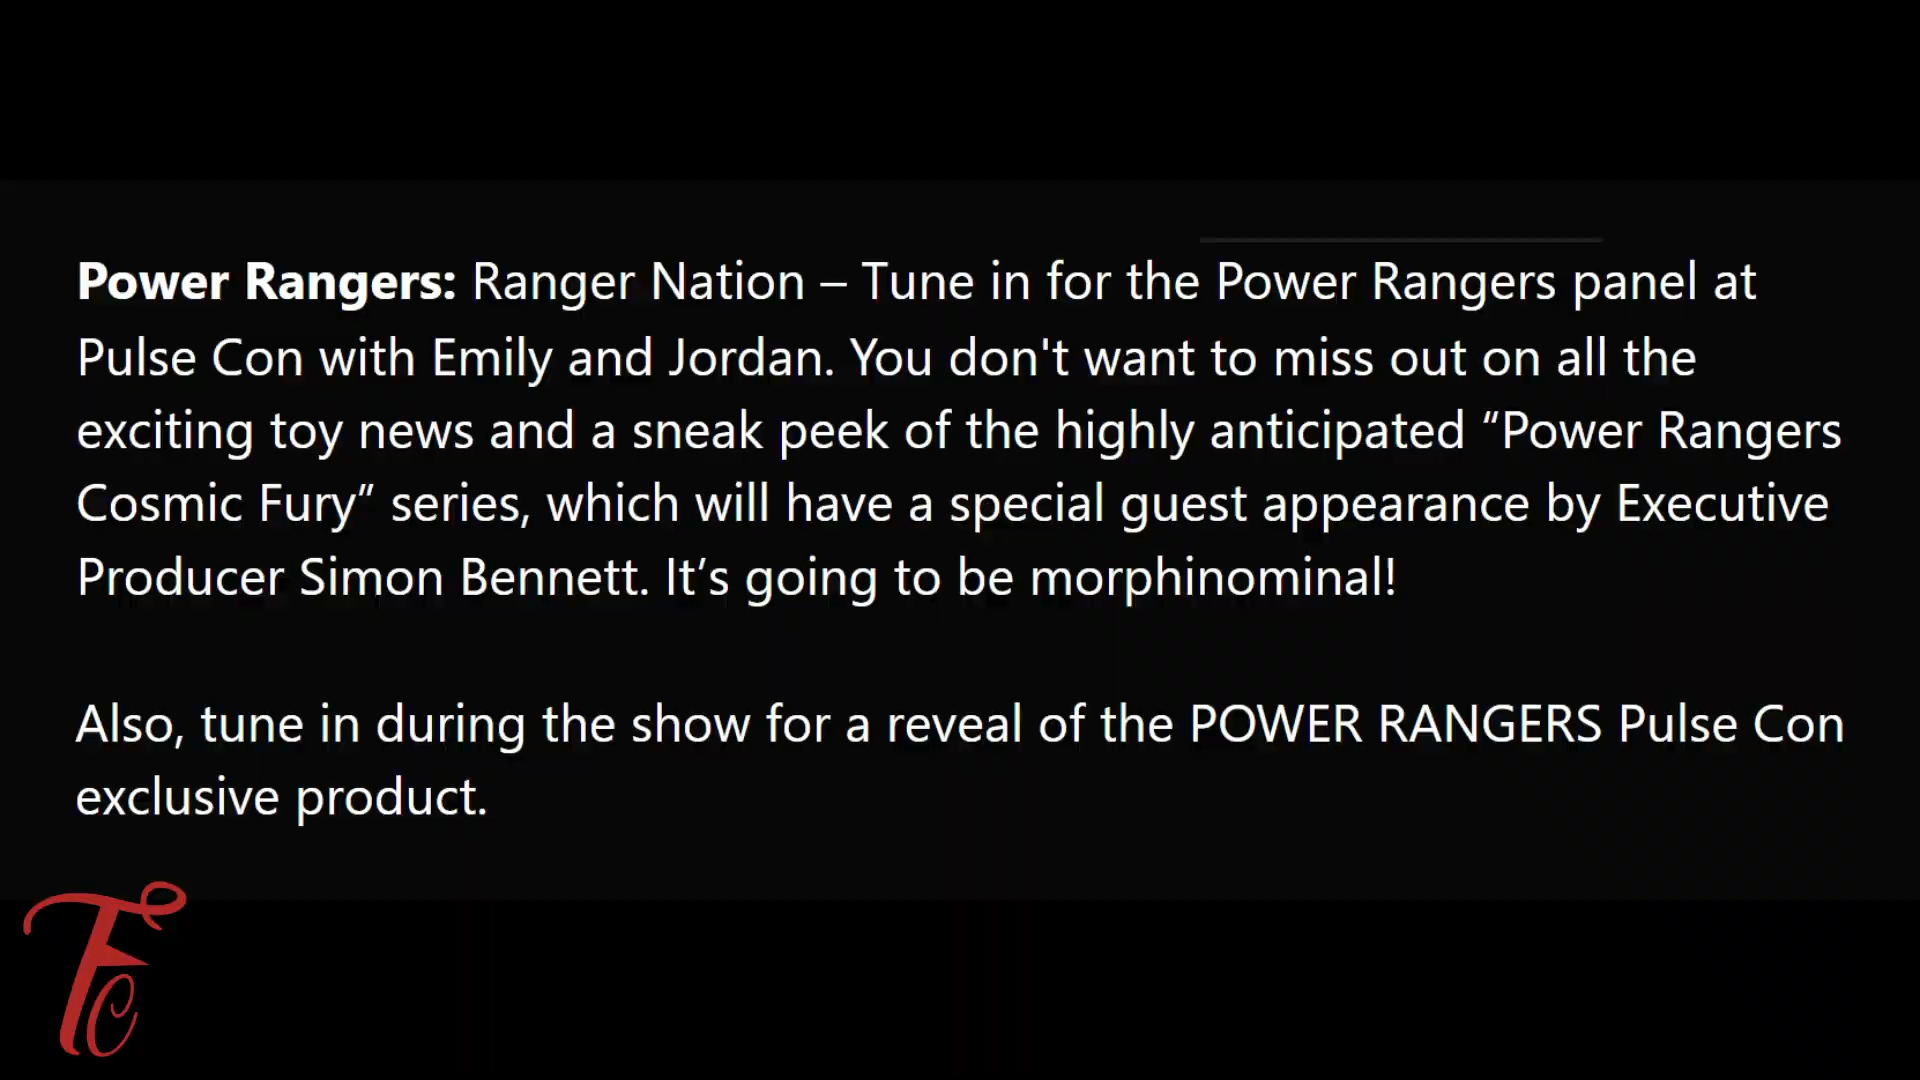 Power Rangers: Ranger Nation – Tune in for the Power Rangers panel at
Pulse Con with Emily and Jordan. You don't want to miss out on all the
exciting toy news and a sneak peek of the highly anticipated “Power Rangers
Cosmic Fury” series, which will have a special guest appearance by Executive
Producer Simon Bennett. It’s going to be morphinominal!
Also, tune in during the show for a reveal of the POWER RANGERS Pulse Con
exclusive product.
FC